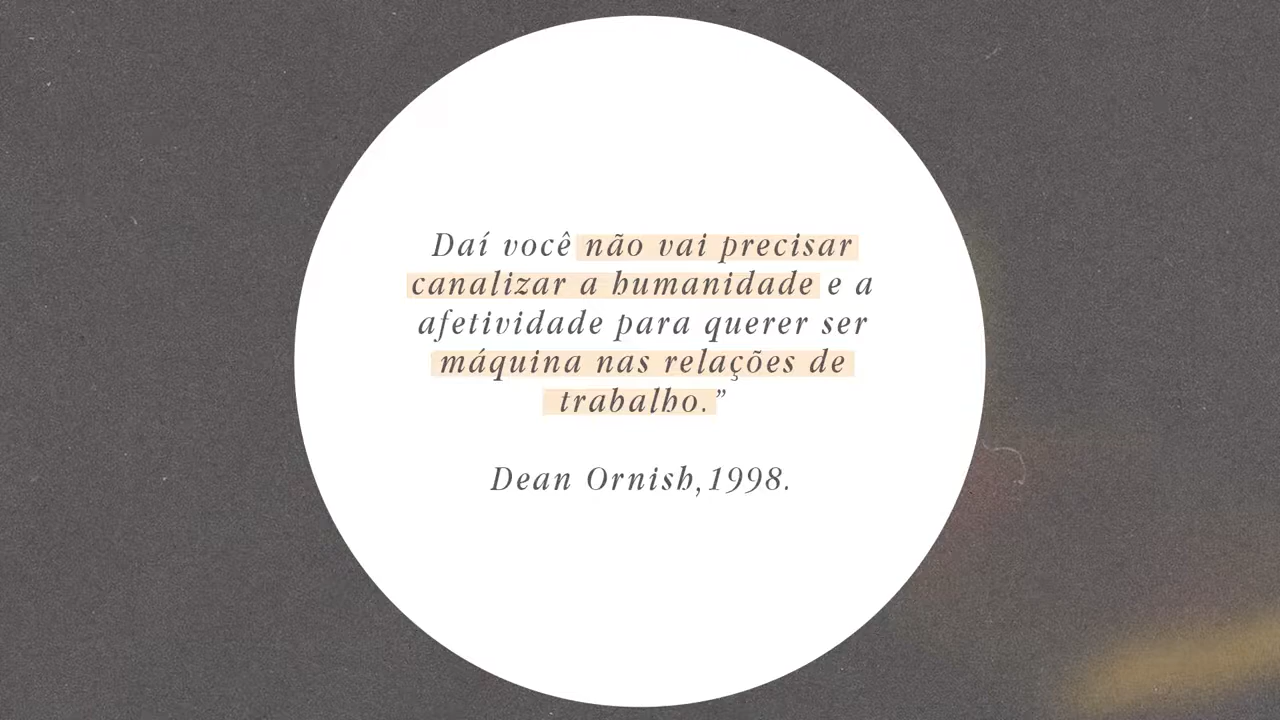 Daí você não vai precisar
canalizar a humanidade e a
afetividade para querer ser
máquina nas relações de
trabalho.”
Dean Ornish,1998.